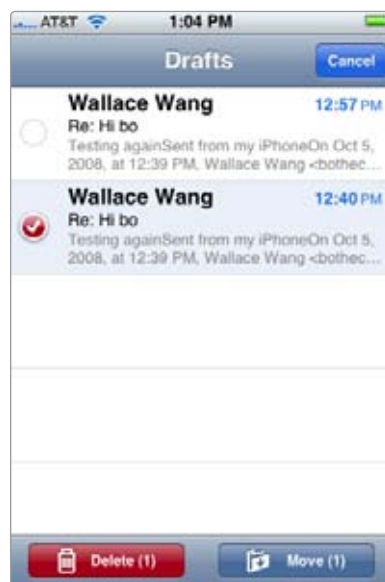 AT&T 1:04 PM
Drafts Cancel
Wallace Wang 12:57 PM
Re: Hi bo
Testing againSent from my iPhoneOn Oct 5,
2008, at 12:39 PM, Wallace Wang <bothec...
Wallace Wang 12:40 PM
Re: Hi bo
Testing againSent from my iPhoneOn Oct 5,
2008, at 12:39 PM, Wallace Wang <bothec...
Delete (1) Move (1)